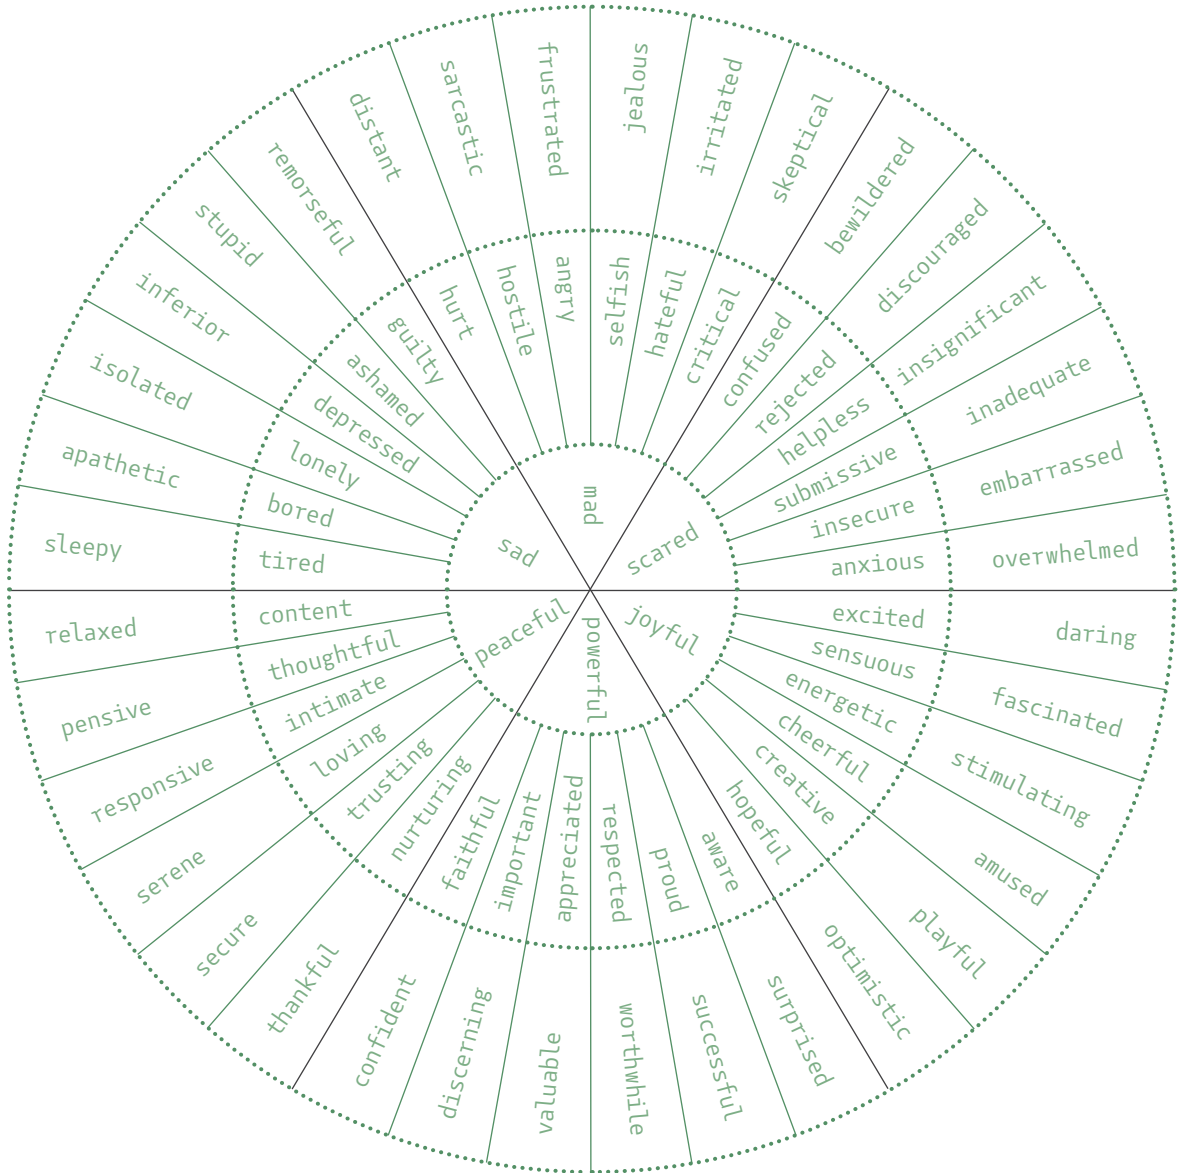 mad
scared
joyful
powerful
peaceful
sad
hurt
hostile
angry
selfish
hateful
critical
confused
rejected
helpless
submissive
insecure
anxious
excited
sensuous
energetic
cheerful
creative
hopeful
aware
proud
respected
appreciated
important
faithful
nurturing
trusting
loving
intimate
thoughtful
content
tired
bored
lonely
depressed
ashamed
guilty
distant
sarcastic
frustrated
jealous
irritated
skeptical
bewildered
discouraged
insignificant
inadequate
embarrassed
overwhelmed
daring
fascinated
stimulating
amused
playful
optimistic
surprised
successful
worthwhile
valuable
discerning
confident
thankful
secure
serene
responsive
pensive
relaxed
sleepy
apathetic
isolated
inferior
stupid
remorseful